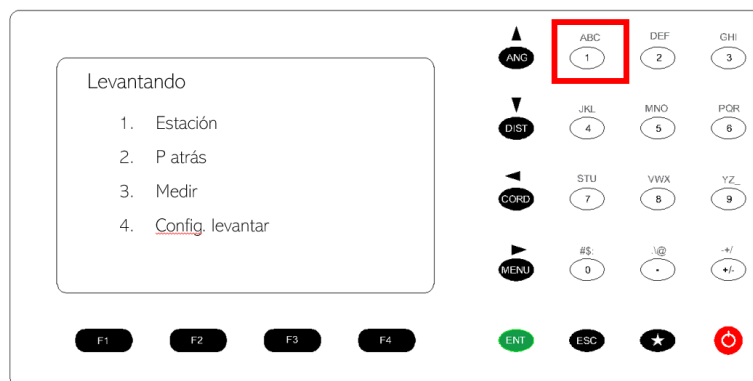 Levantando
1. Estación
2. P atrás
3. Medir
4. Config. levantar
F1 F2 F3 F4
ABC DEF GHI
ANG 1 2 3
JKL MNO PQR
DIST 4 5 6
STU VWX YZ_
CORD 7 8 9
#$: .\@ -+/
MENU 0 - +/-
ENT ESC